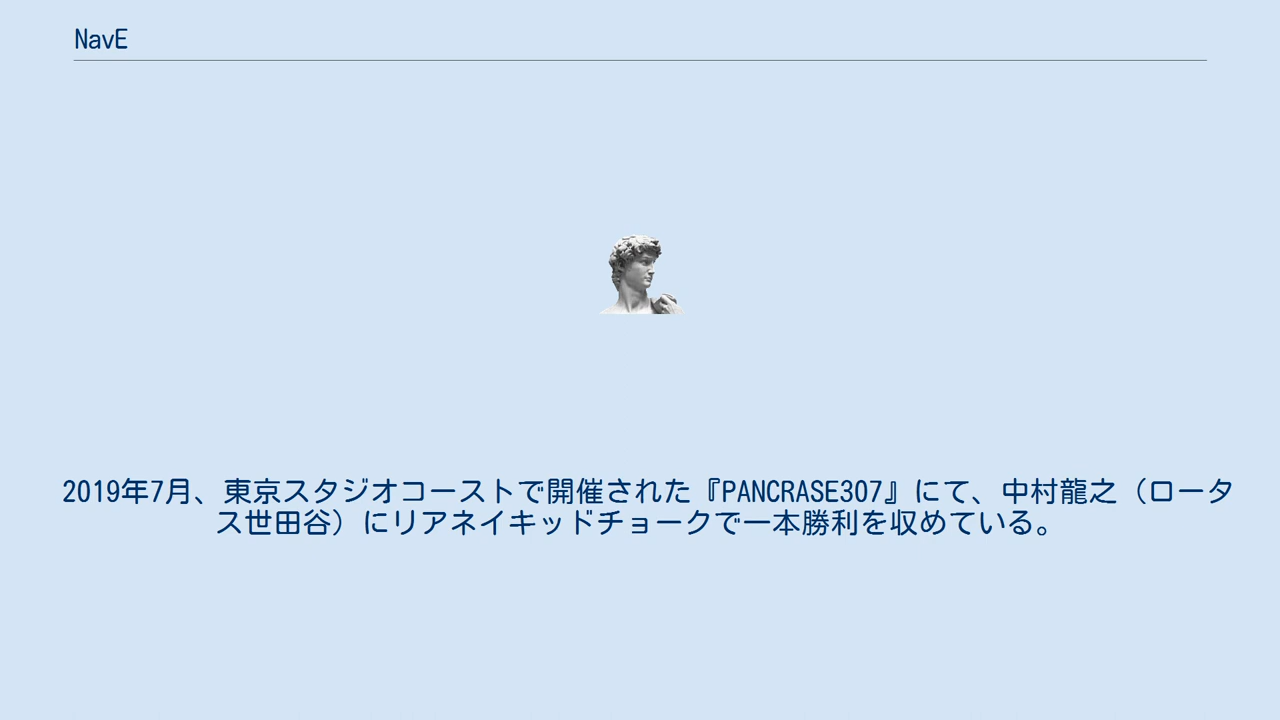 NavE
2019年7月、東京スタジオコーストで開催された『PANCRASE307』にて、中村龍之（ロータ
ス世田谷）にリアネイキッドチョークで一本勝利を収めている。